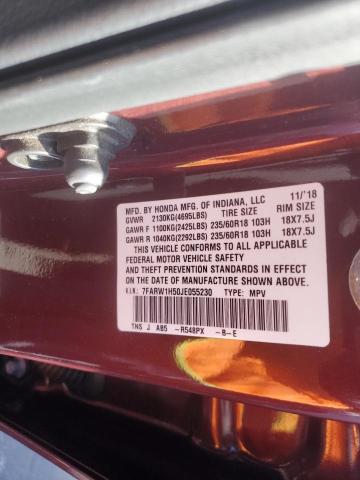 MFD. BY HONDA MFG. OF INDIANA, LLC 11/'18
GVWR 2130KG(4695LBS) TIRE SIZE RIM SIZE
GAWR F 1100KG(2425LBS) 235/60R18 103H 18X7.5J
GAWR R 1040KG(2292LBS) 235/60R18 103H 18X7.5J
THIS VEHICLE CONFORMS TO ALL APPLICABLE
FEDERAL MOTOR VEHICLE SAFETY
AND THEFT PREVENTION STANDARDS IN EFFECT ON
THE DATE OF MANUFACTURE SHOWN ABOVE.
V.I.N.: 7FARW1H50JE055230 TYPE: MPV
TNS J AB5 -R548PX -B-E